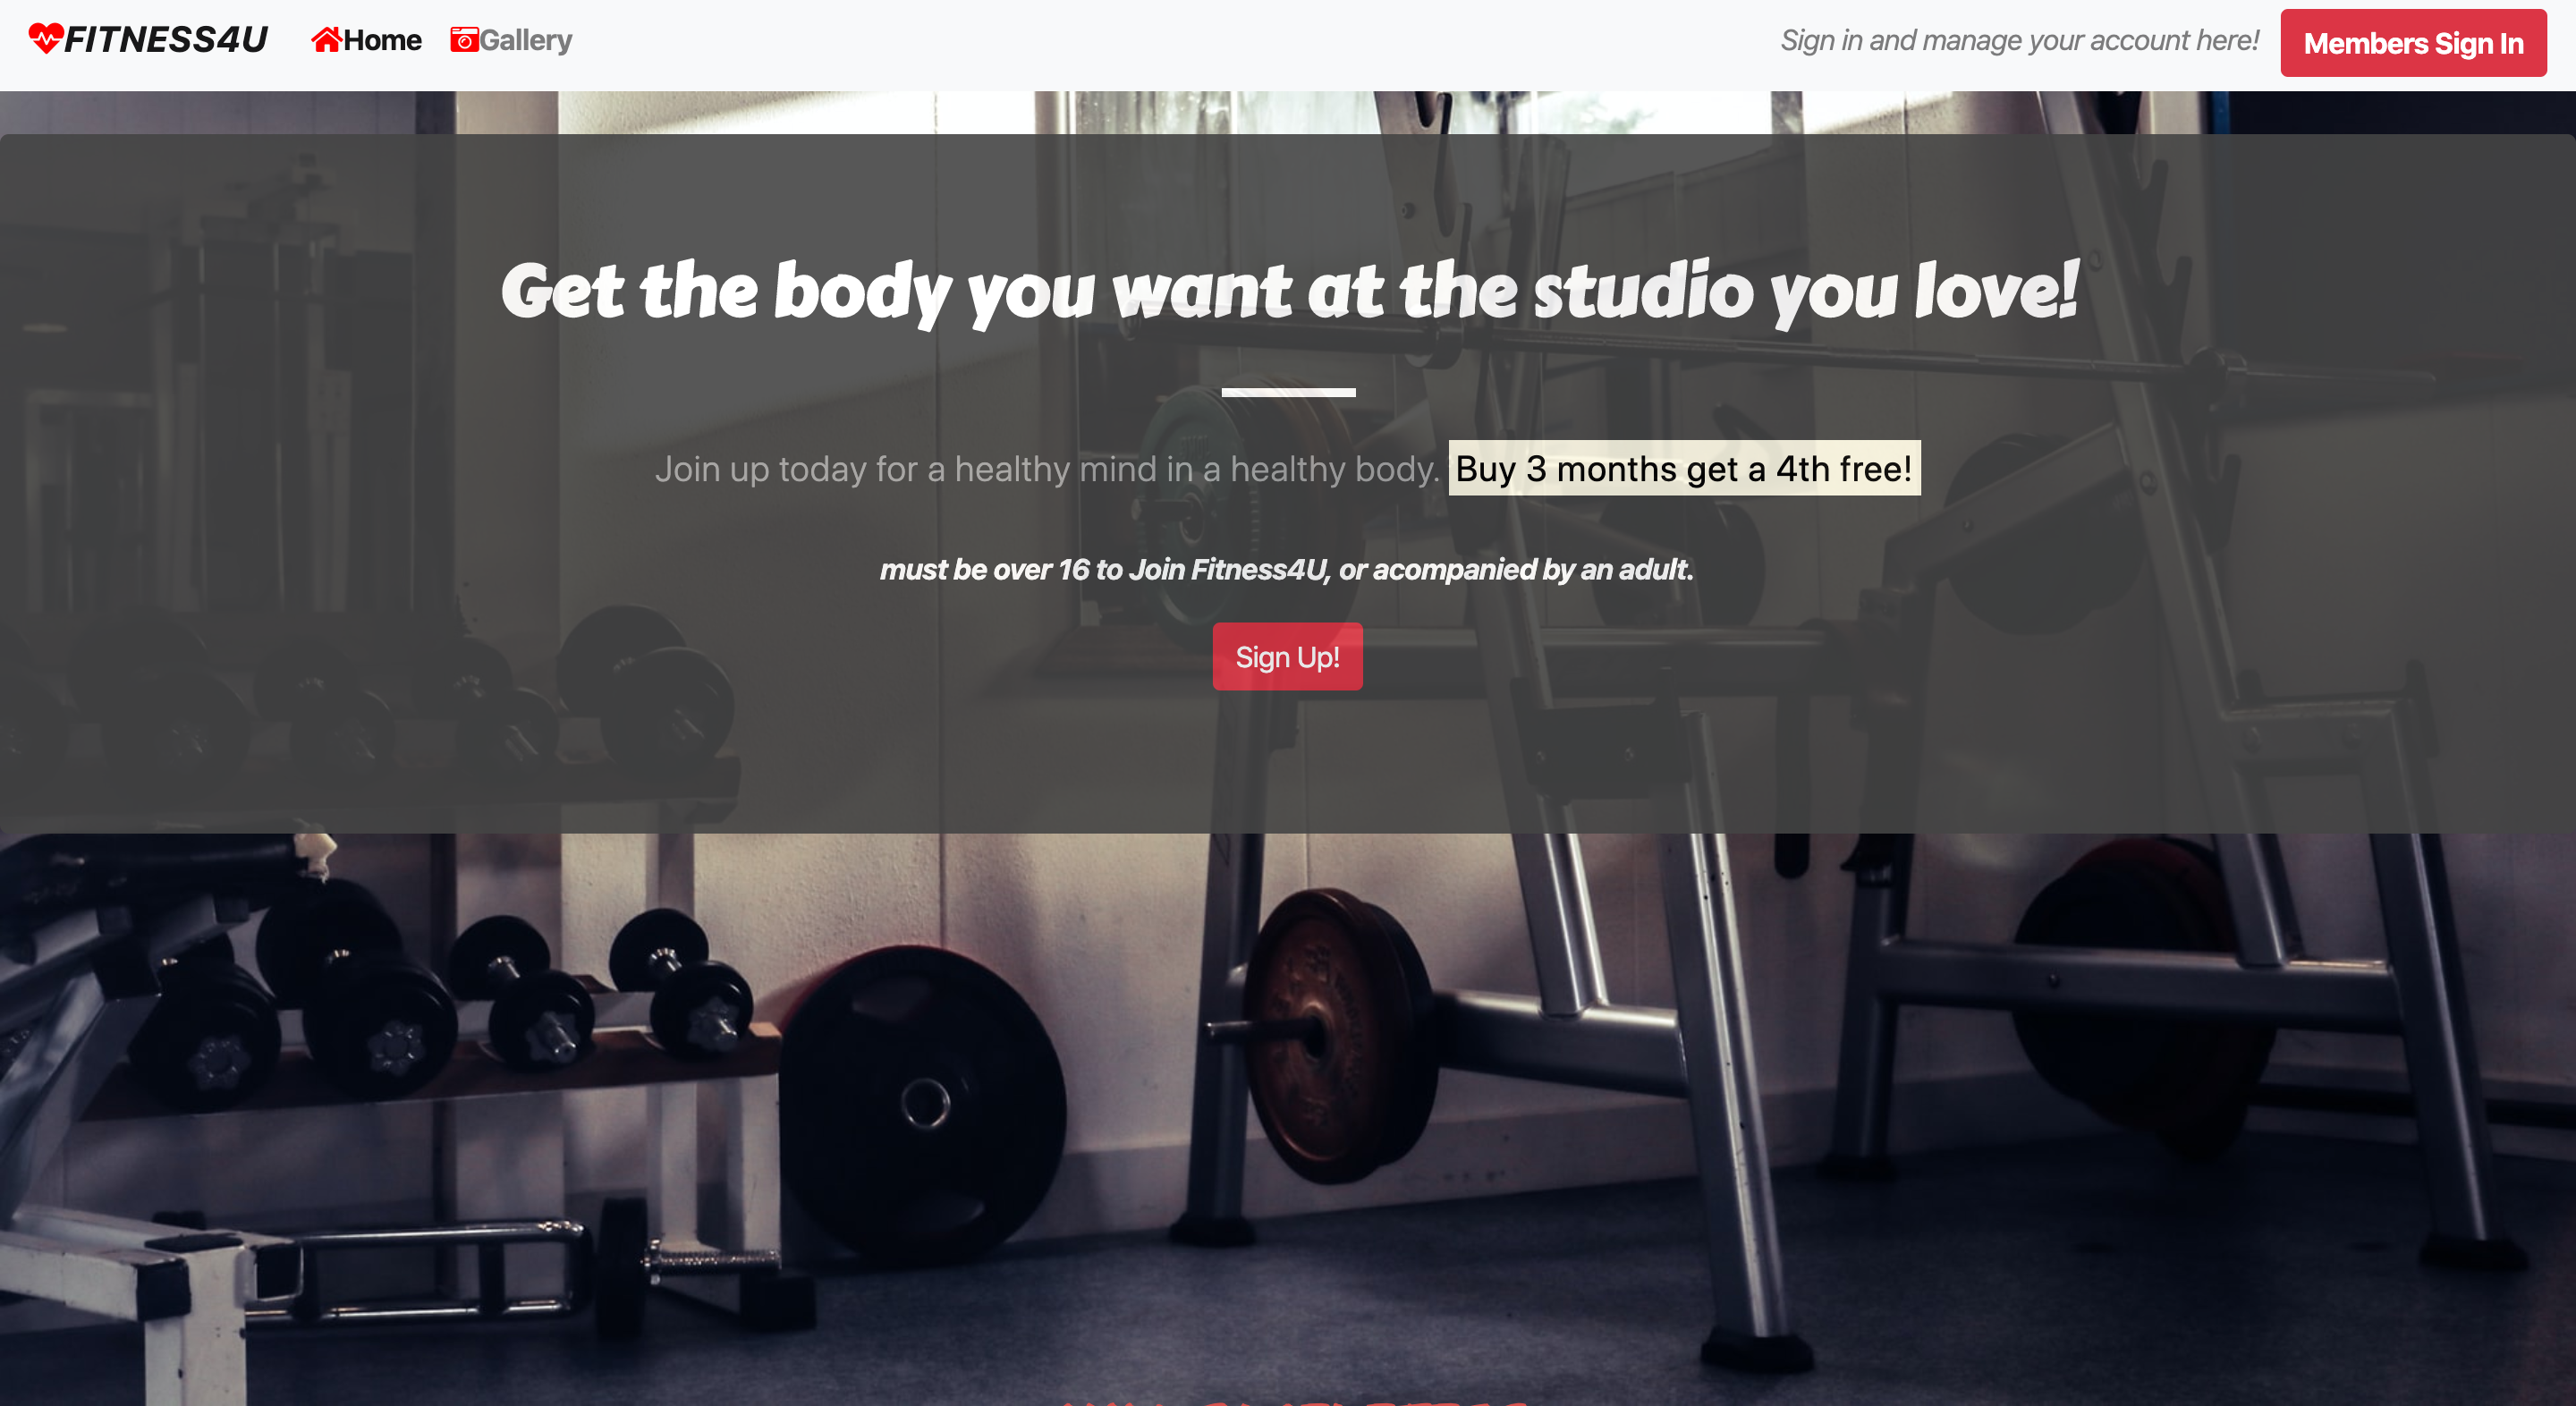 FITNESS4U Home Gallery Sign in and manage your account here! Members Sign In
Get the body you want at the studio you love!
Join up today for a healthy mind in a healthy body. Buy 3 months get a 4th free!
must be over 16 to Join Fitness4U, or acompanied by an adult.
Sign Up!